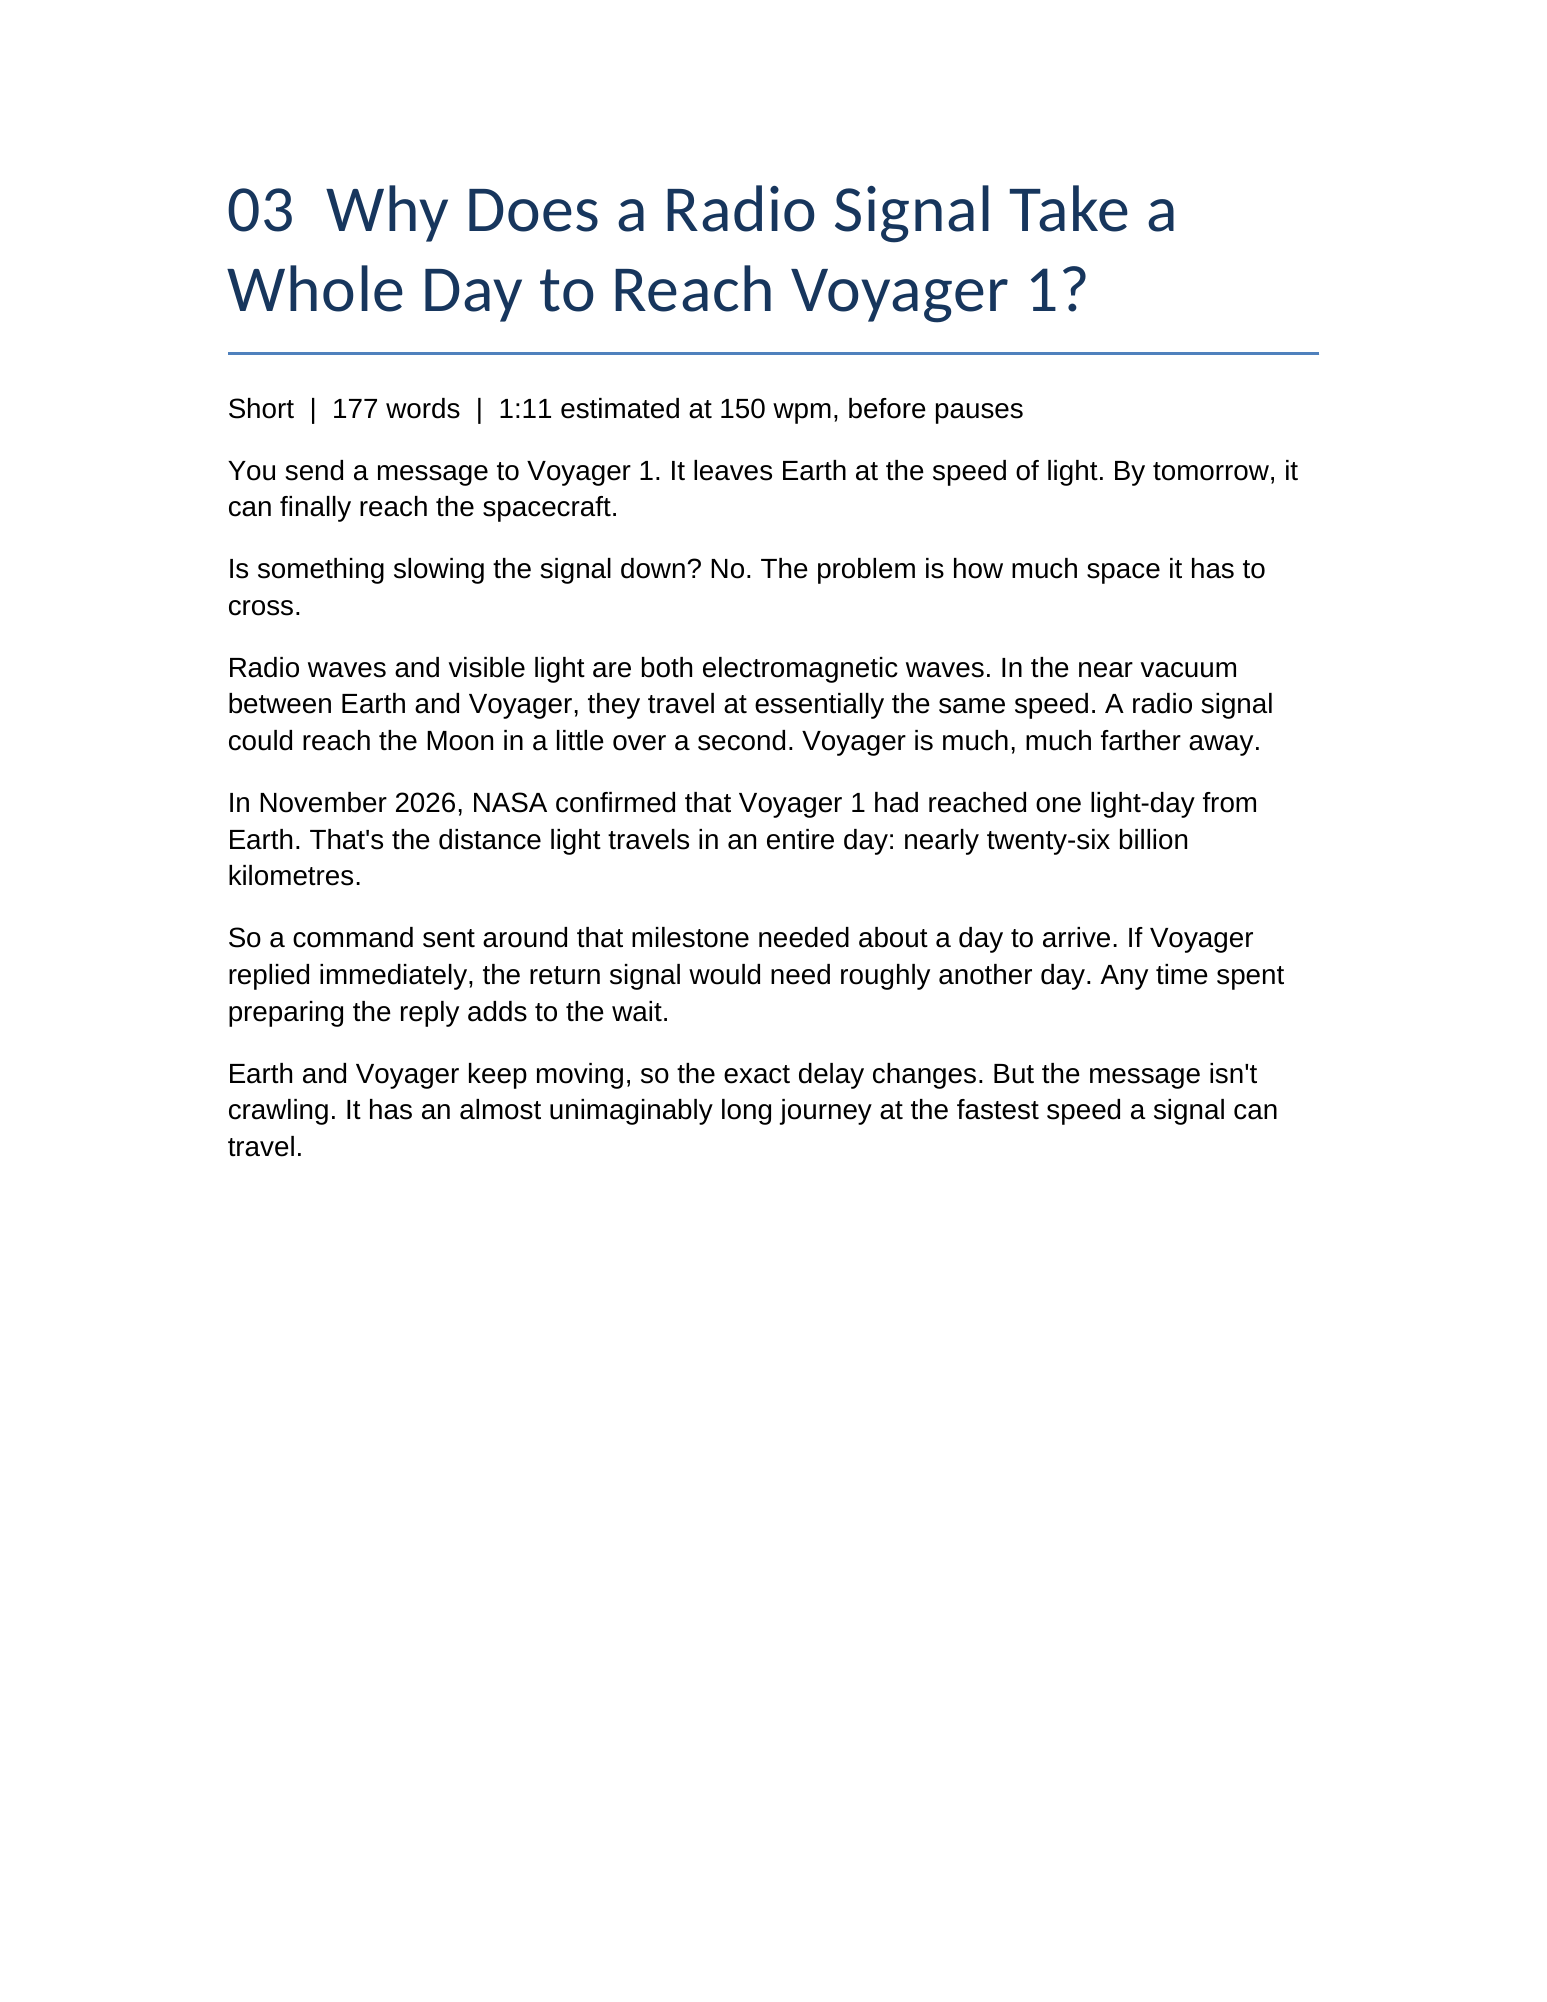 03  Why Does a Radio Signal Take a
Whole Day to Reach Voyager 1?
Short  |  177 words  |  1:11 estimated at 150 wpm, before pauses
You send a message to Voyager 1. It leaves Earth at the speed of light. By tomorrow, it
can finally reach the spacecraft.
Is something slowing the signal down? No. The problem is how much space it has to
cross.
Radio waves and visible light are both electromagnetic waves. In the near vacuum
between Earth and Voyager, they travel at essentially the same speed. A radio signal
could reach the Moon in a little over a second. Voyager is much, much farther away.
In November 2026, NASA confirmed that Voyager 1 had reached one light-day from
Earth. That's the distance light travels in an entire day: nearly twenty-six billion
kilometres.
So a command sent around that milestone needed about a day to arrive. If Voyager
replied immediately, the return signal would need roughly another day. Any time spent
preparing the reply adds to the wait.
Earth and Voyager keep moving, so the exact delay changes. But the message isn't
crawling. It has an almost unimaginably long journey at the fastest speed a signal can
travel.